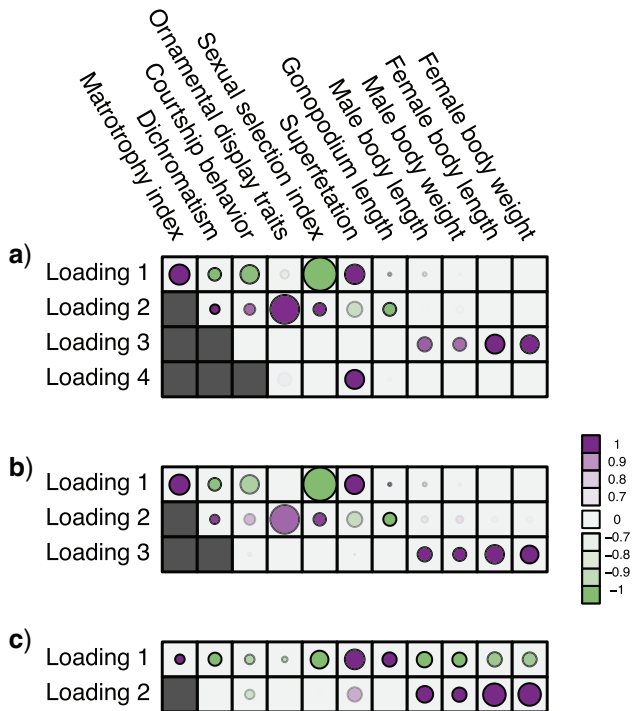 Matrotrophy index
Dichromatism
Courtship behavior
Ornamental display traits
Sexual selection index
Superfetation
Gonopodium length
Male body length
Male body weight
Female body length
Female body weight
a)
Loading 1
Loading 2
Loading 3
Loading 4
b)
Loading 1
Loading 2
Loading 3
1
0.9
0.8
0.7
0
−0.7
−0.8
−0.9
−1
c)
Loading 1
Loading 2